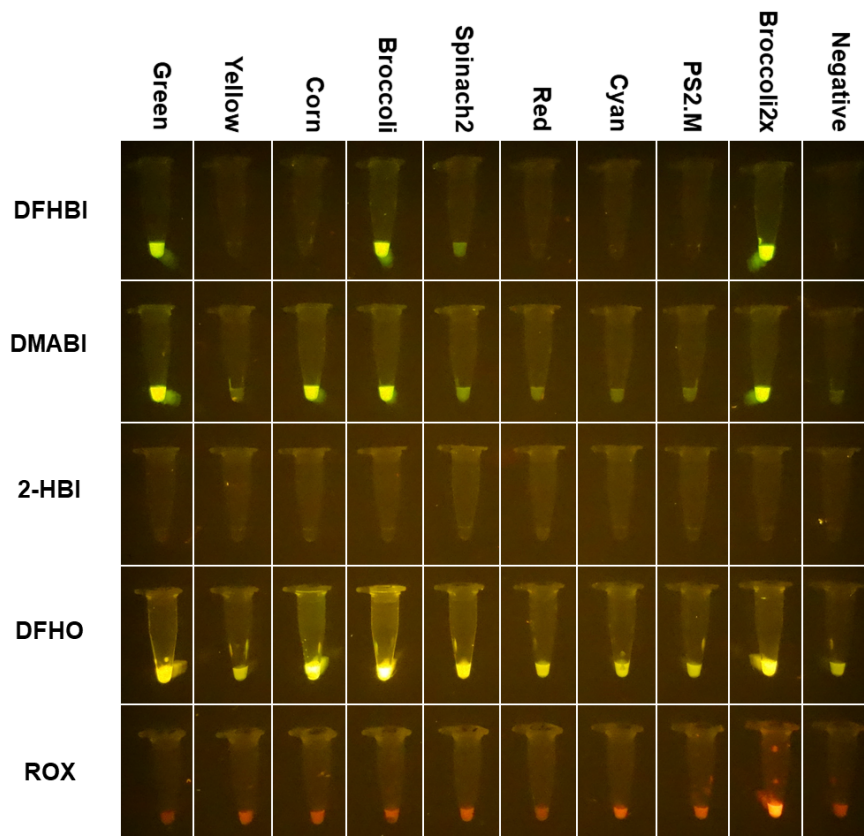 Green Yellow Corn Broccoli Spinach2 Red Cyan PS2.M Broccoli2x Negative
DFHBI
DMABI
2-HBI
DFHO
ROX